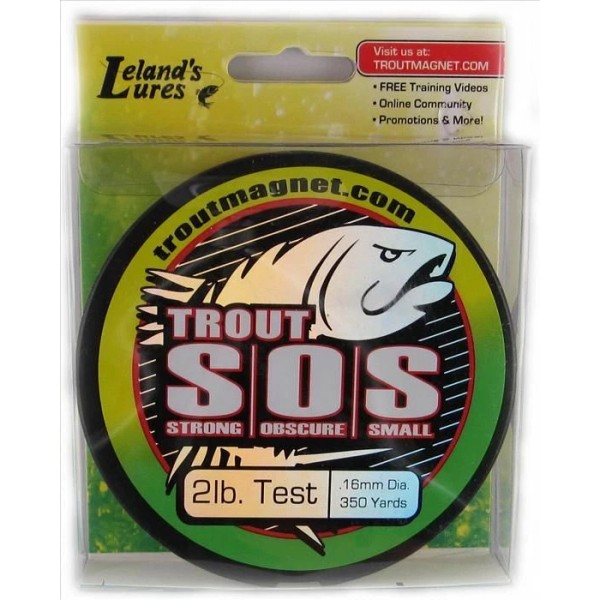 Leland's
Lures
Visit us at:
TROUTMAGNET.COM
• FREE Training Videos
• Online Community
• Promotions & More!
troutmagnet.com
TROUT
S|O|S
STRONG OBSCURE SMALL
2lb. Test
.16mm Dia.
350 Yards